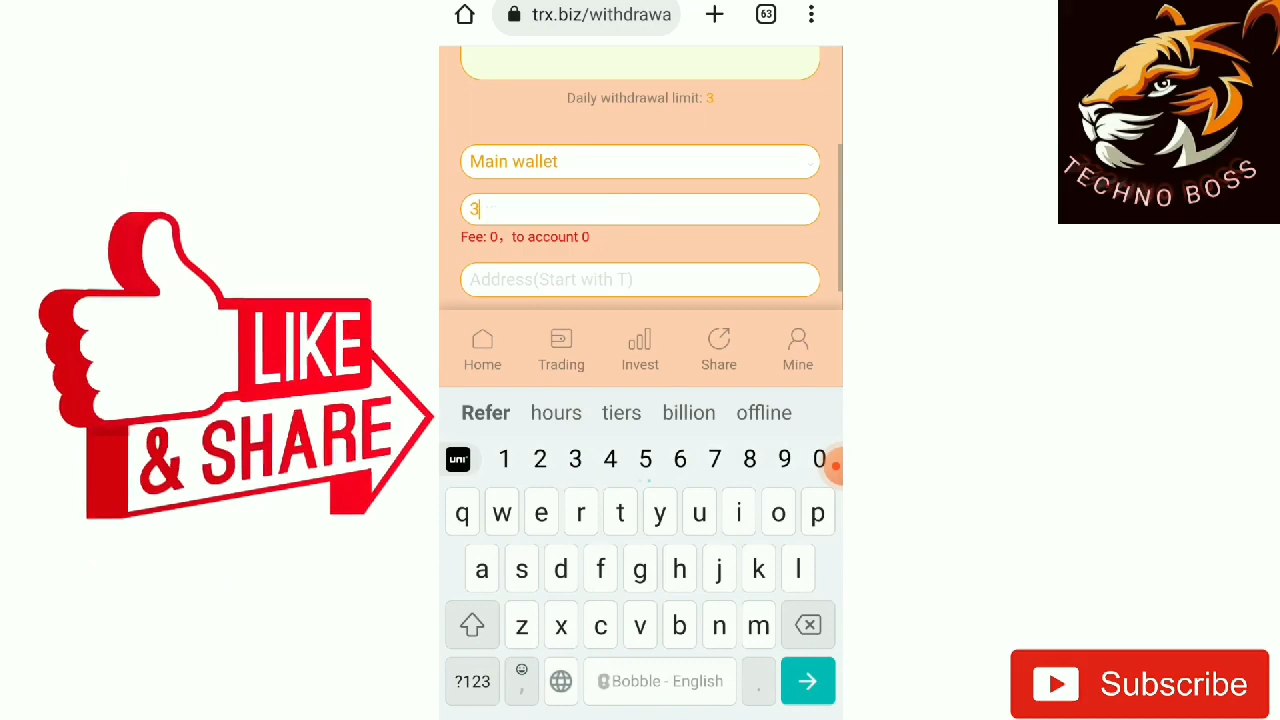 trx.biz/withdrawa
63
Daily withdrawal limit: 3
Main wallet
3
Fee: 0, to account 0
Address(Start with T)
Home Trading Invest Share Mine
Refer hours tiers billion offline
uni
1 2 3 4 5 6 7 8 9 0
q w e r t y u i o p
a s d f g h j k l
z x c v b n m
?123 , Bobble - English .
LIKE
& SHARE
TECHNO BOSS
Subscribe